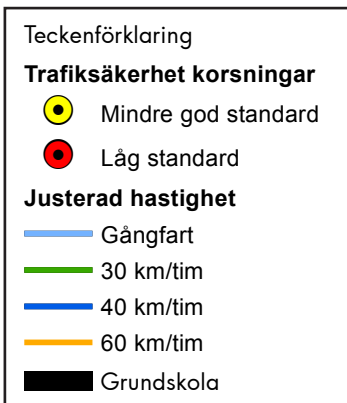 Teckenförklaring
Trafiksäkerhet korsningar
Mindre god standard
Låg standard
Justerad hastighet
Gångfart
30 km/tim
40 km/tim
60 km/tim
Grundskola